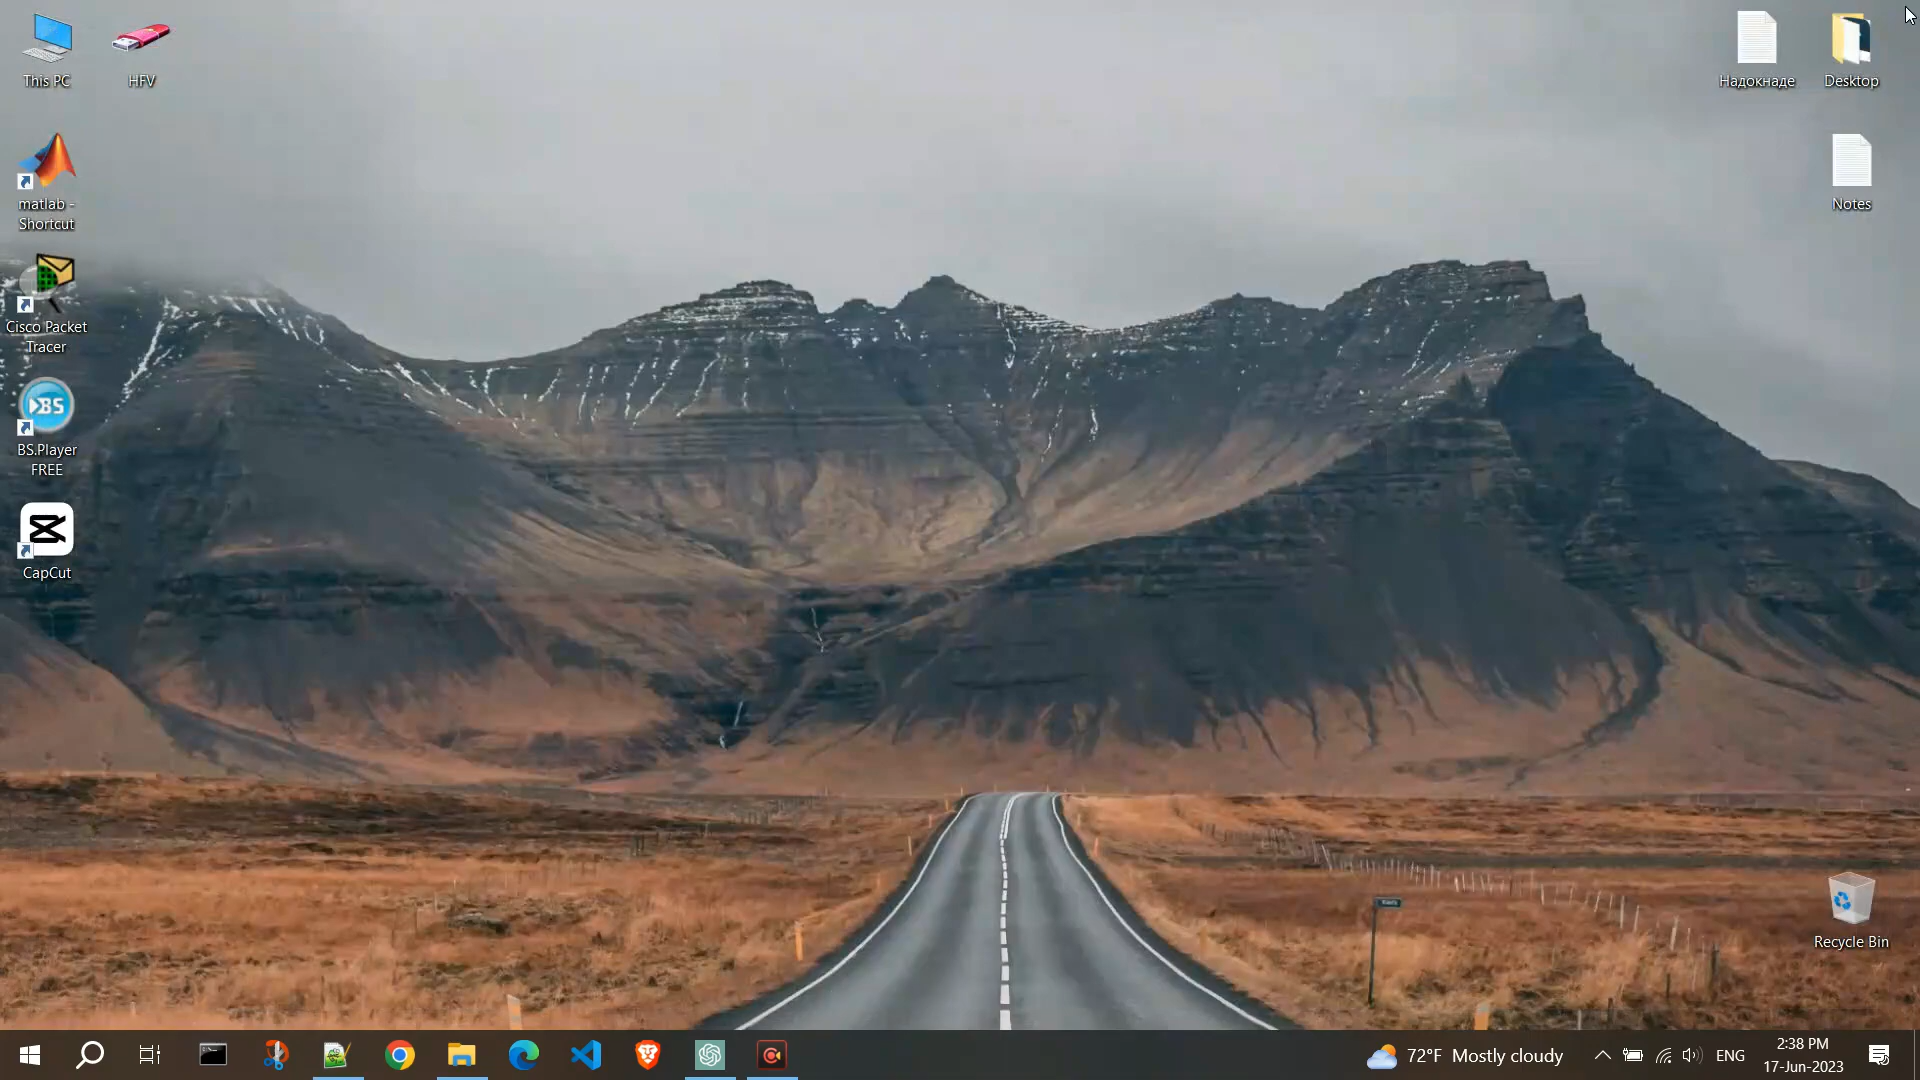 This PC
HFV
Надокнаде
Desktop
matlab -
Shortcut
Notes
Cisco Packet
Tracer
BS
BS.Player
FREE
CapCut
Recycle Bin
72°F Mostly cloudy
ENG
2:38 PM
17-Jun-2023